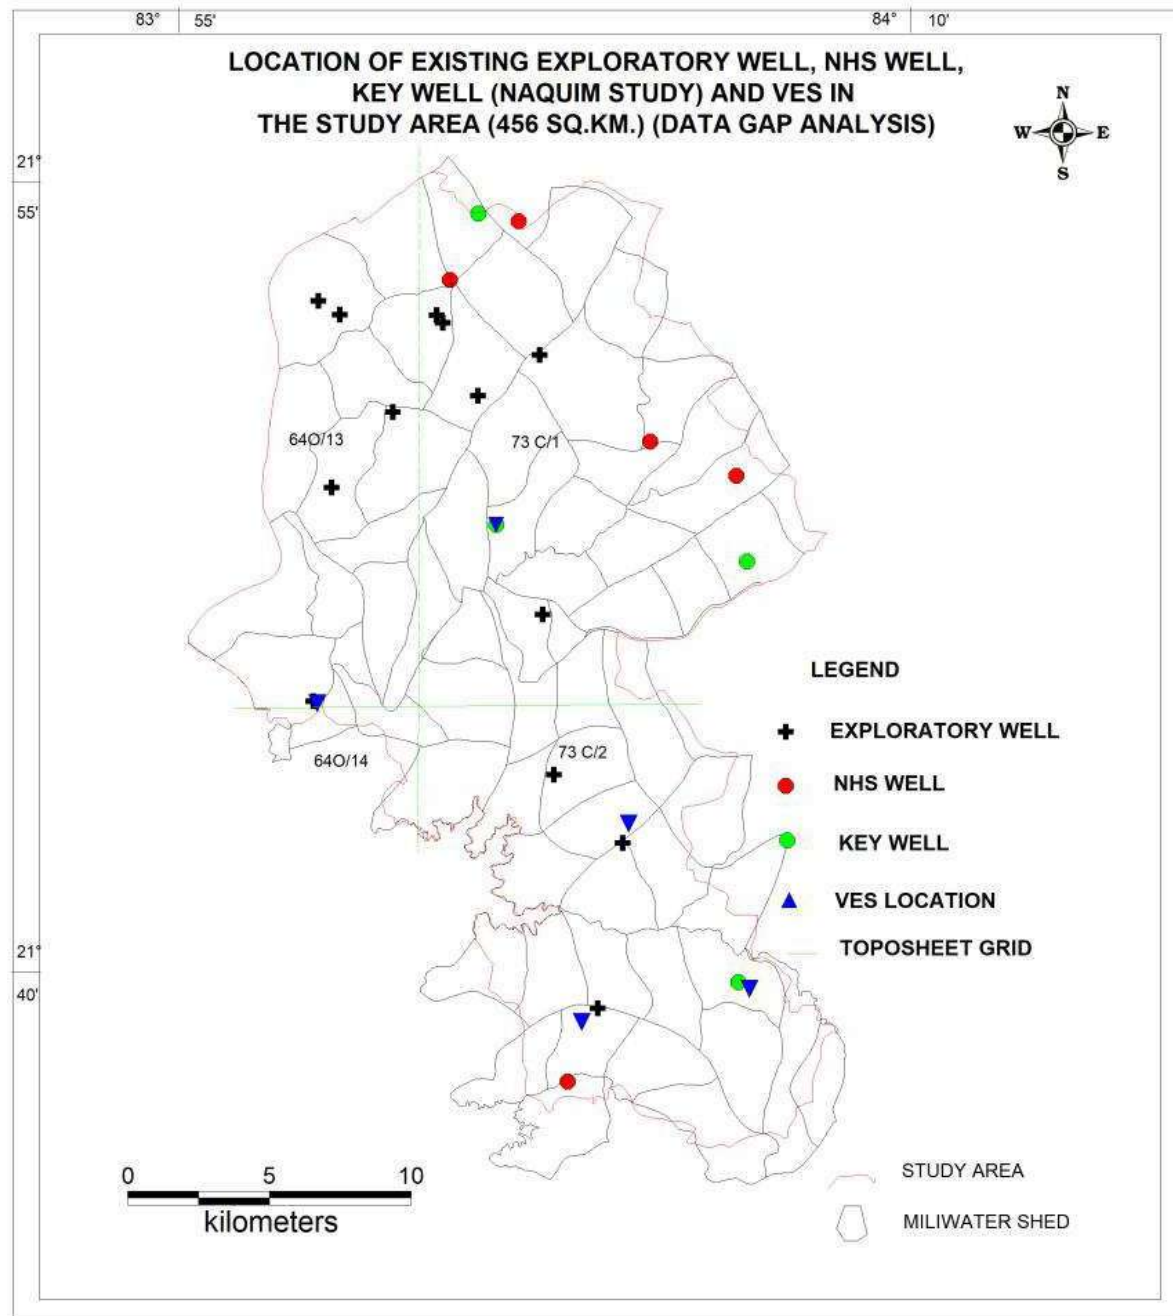 83° 55' 84° 10'
LOCATION OF EXISTING EXPLORATORY WELL, NHS WELL,
KEY WELL (NAQUIM STUDY) AND VES IN
THE STUDY AREA (456 SQ.KM.) (DATA GAP ANALYSIS)
N
W E
S
21°
55'
64O/13
73 C/1
LEGEND
EXPLORATORY WELL
64O/14
73 C/2
NHS WELL
KEY WELL
VES LOCATION
TOPOSHEET GRID
21°
40'
0 5 10
kilometers
STUDY AREA
MILIWATER SHED